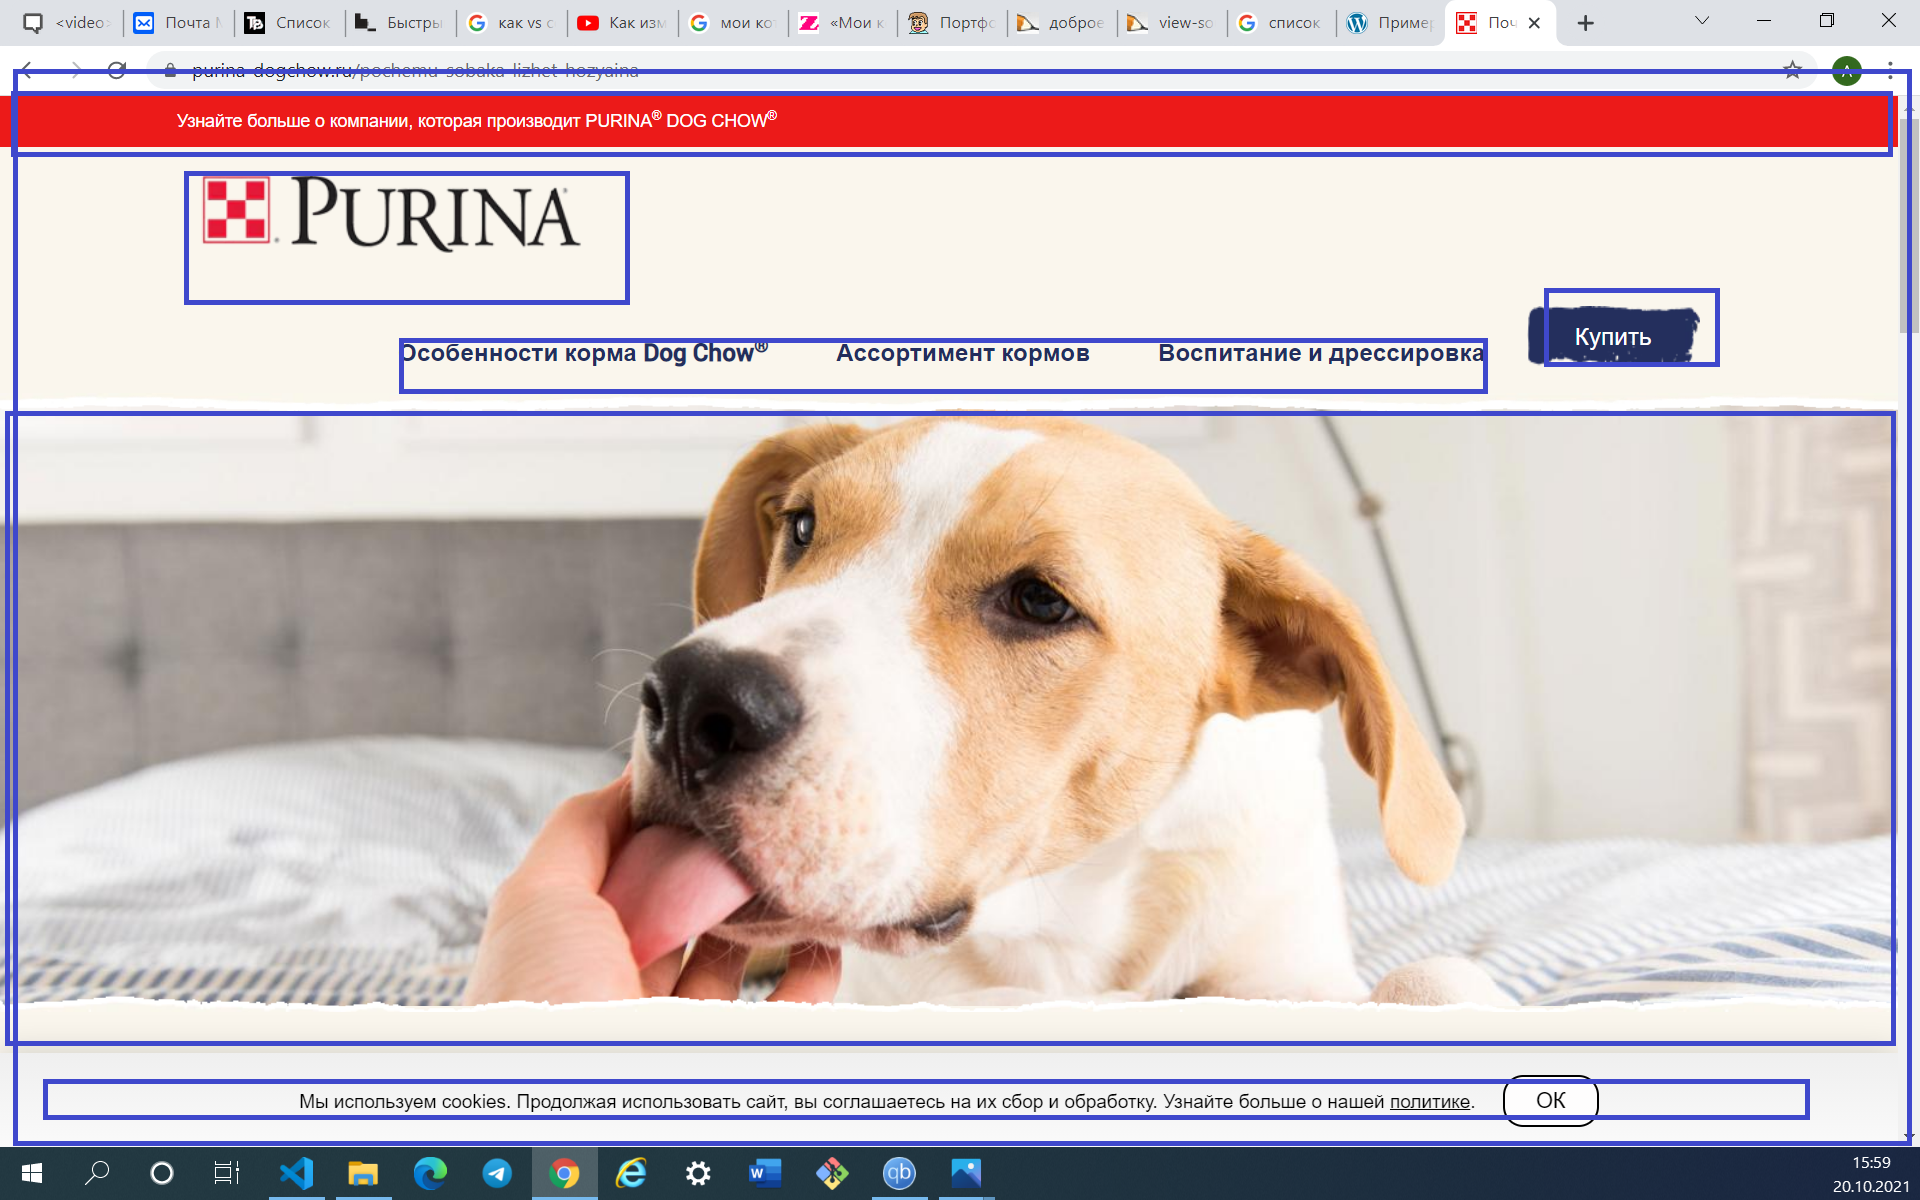 <video>
Почта
Список
Быстры
как vs c
Как изм
мои ко
«Мои к
Портфо
доброе
view-so
список
Пример
Поч
purina-dogchow.ru/pochemu-sobaka-lizhet-hozyaina
A
Узнайте больше о компании, которая производит PURINA® DOG CHOW®
PURINA
Купить
Особенности корма Dog Chow®
Ассортимент кормов
Воспитание и дрессировка
Мы используем cookies. Продолжая использовать сайт, вы соглашаетесь на их сбор и обработку. Узнайте больше о нашей политике.
ОК
qb
15:59
20.10.2021